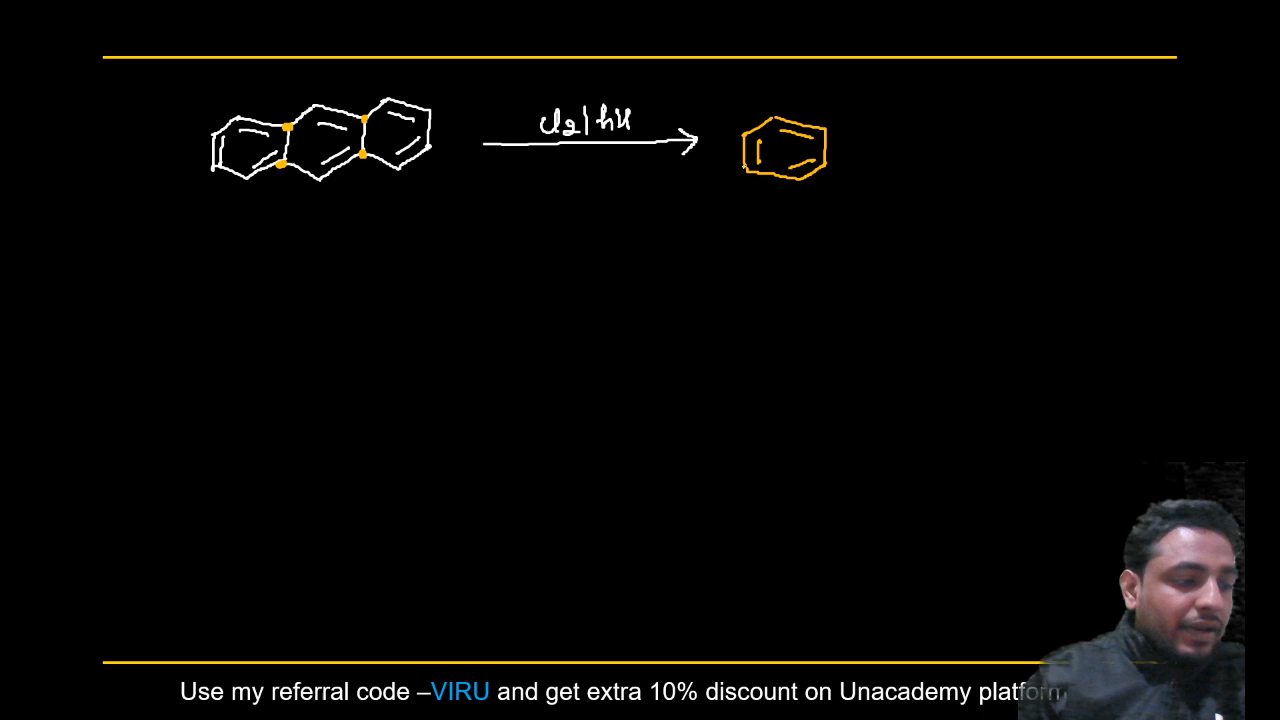 Cl2|hν
Use my referral code –VIRU and get extra 10% discount on Unacademy platform